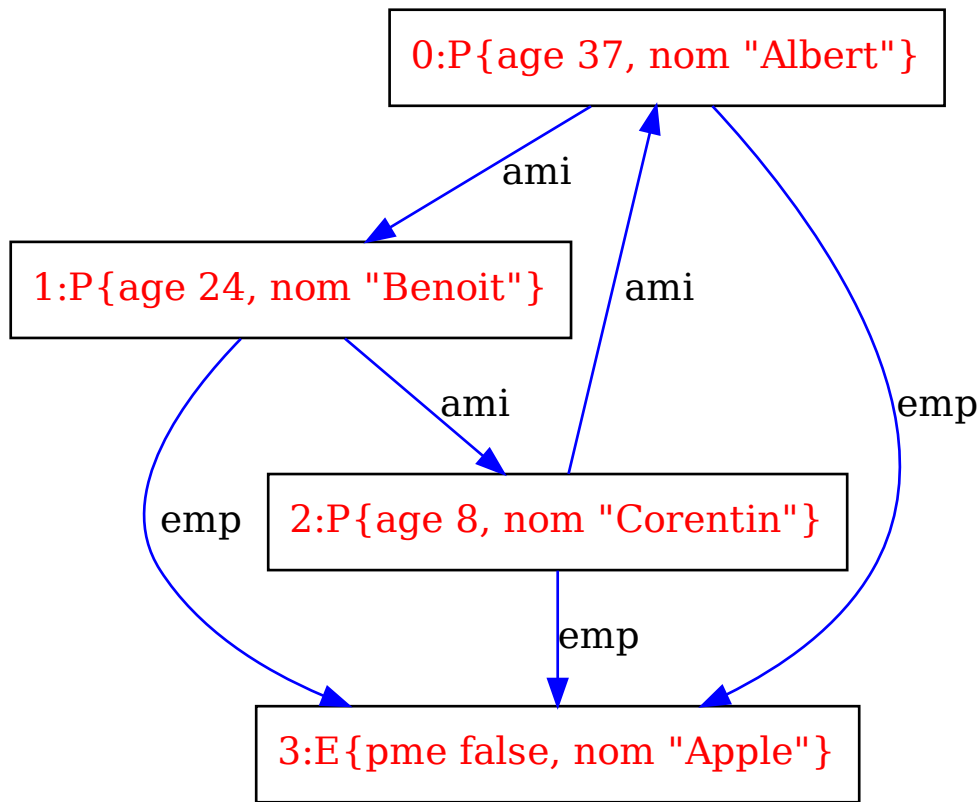 0:P{age 37, nom "Albert"}
ami
1:P{age 24, nom "Benoit"}
ami
ami
emp
2:P{age 8, nom "Corentin"}
emp
emp
3:E{pme false, nom "Apple"}